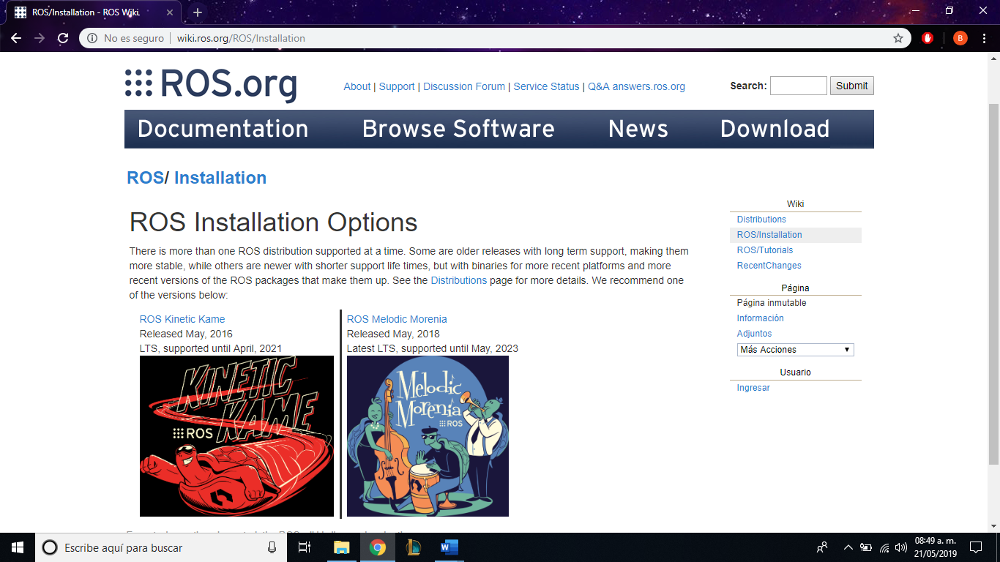 ROS/Installation - ROS Wiki
No es seguro
wiki.ros.org/ROS/Installation
B
ROS.org
About | Support | Discussion Forum | Service Status | Q&A answers.ros.org
Search:
Submit
Documentation
Browse Software
News
Download
ROS/ Installation
ROS Installation Options
There is more than one ROS distribution supported at a time. Some are older releases with long term support, making them
more stable, while others are newer with shorter support life times, but with binaries for more recent platforms and more
recent versions of the ROS packages that make them up. See the Distributions page for more details. We recommend one
of the versions below:
ROS Kinetic Kame
Released May, 2016
LTS, supported until April, 2021
KINETIC
KAME
ROS
ROS Melodic Morenia
Released May, 2018
Latest LTS, supported until May, 2023
Melodic
Morenia
ROS
Wiki
Distributions
ROS/Installation
ROS/Tutorials
RecentChanges
Página
Página inmutable
Información
Adjuntos
Más Acciones
Usuario
Ingresar
Escribe aquí para buscar
08:49 a. m.
21/05/2019